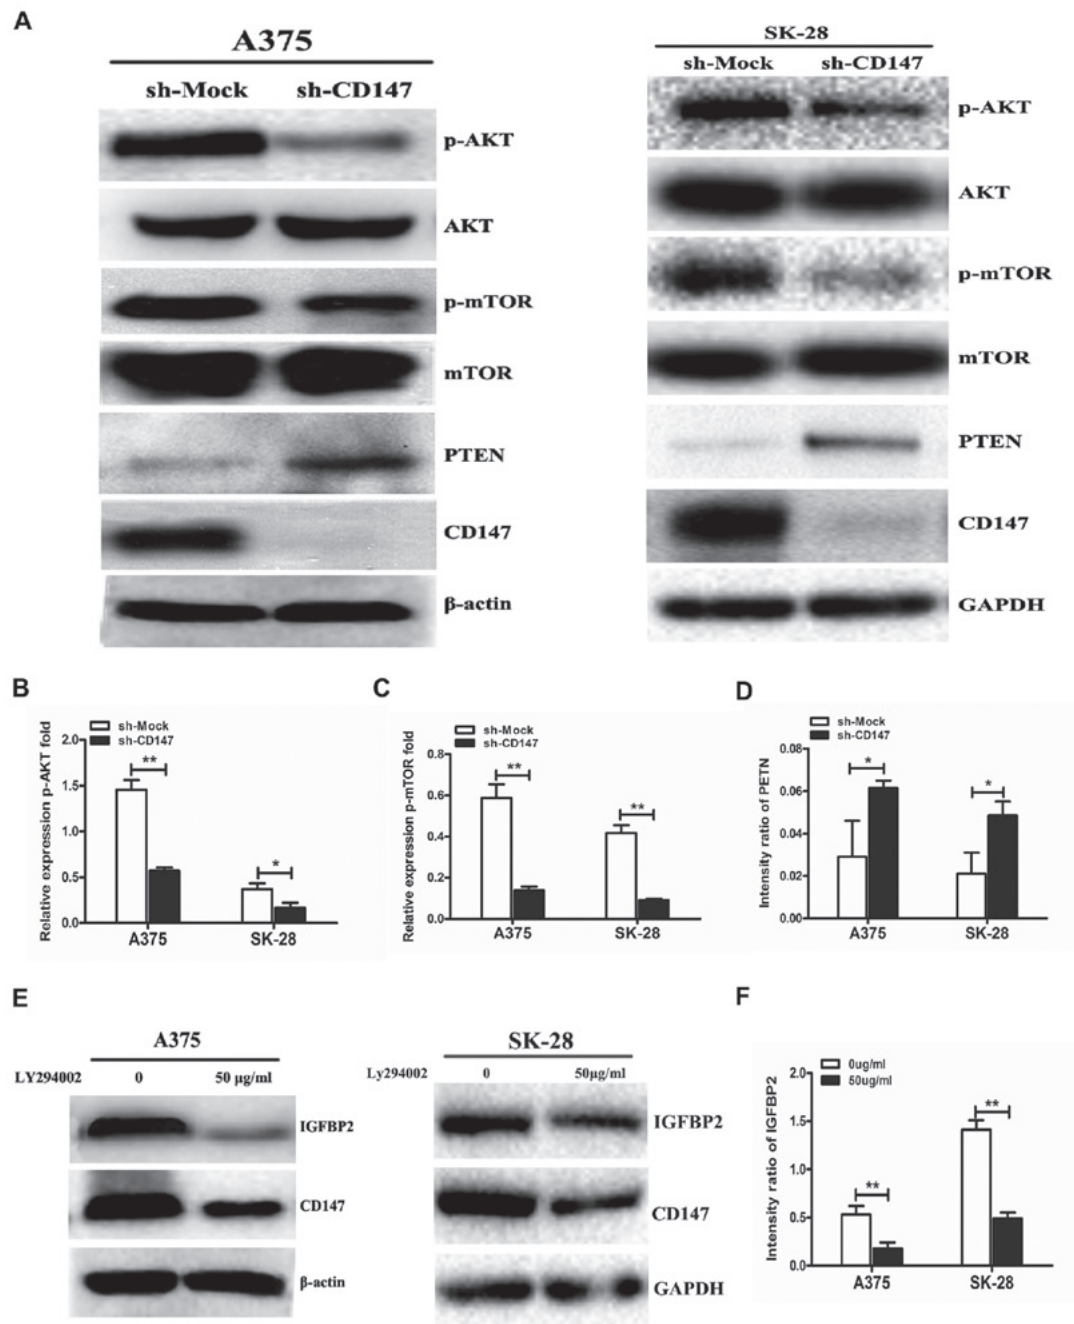 A
A375
sh-Mock sh-CD147
p-AKT
AKT
p-mTOR
mTOR
PTEN
CD147
β-actin
SK-28
sh-Mock sh-CD147
p-AKT
AKT
p-mTOR
mTOR
PTEN
CD147
GAPDH
B
sh-Mock
sh-CD147
Relative expression p-AKT fold
2.0
1.5
1.0
0.5
0.0
**
*
A375 SK-28
C
sh-Mock
sh-CD147
Relative expression p-mTOR fold
0.8
0.6
0.4
0.2
0.0
**
**
A375 SK-28
D
sh-Mock
sh-CD147
Intensity ratio of PETN
0.08
0.06
0.04
0.02
0.00
*
*
A375 SK-28
E
A375
LY294002 0 50 μg/ml
IGFBP2
CD147
β-actin
SK-28
Ly294002 0 50μg/ml
IGFBP2
CD147
GAPDH
F
0ug/ml
50ug/ml
Intensity ratio of IGFBP2
2.0
1.5
1.0
0.5
0.0
**
**
A375 SK-28